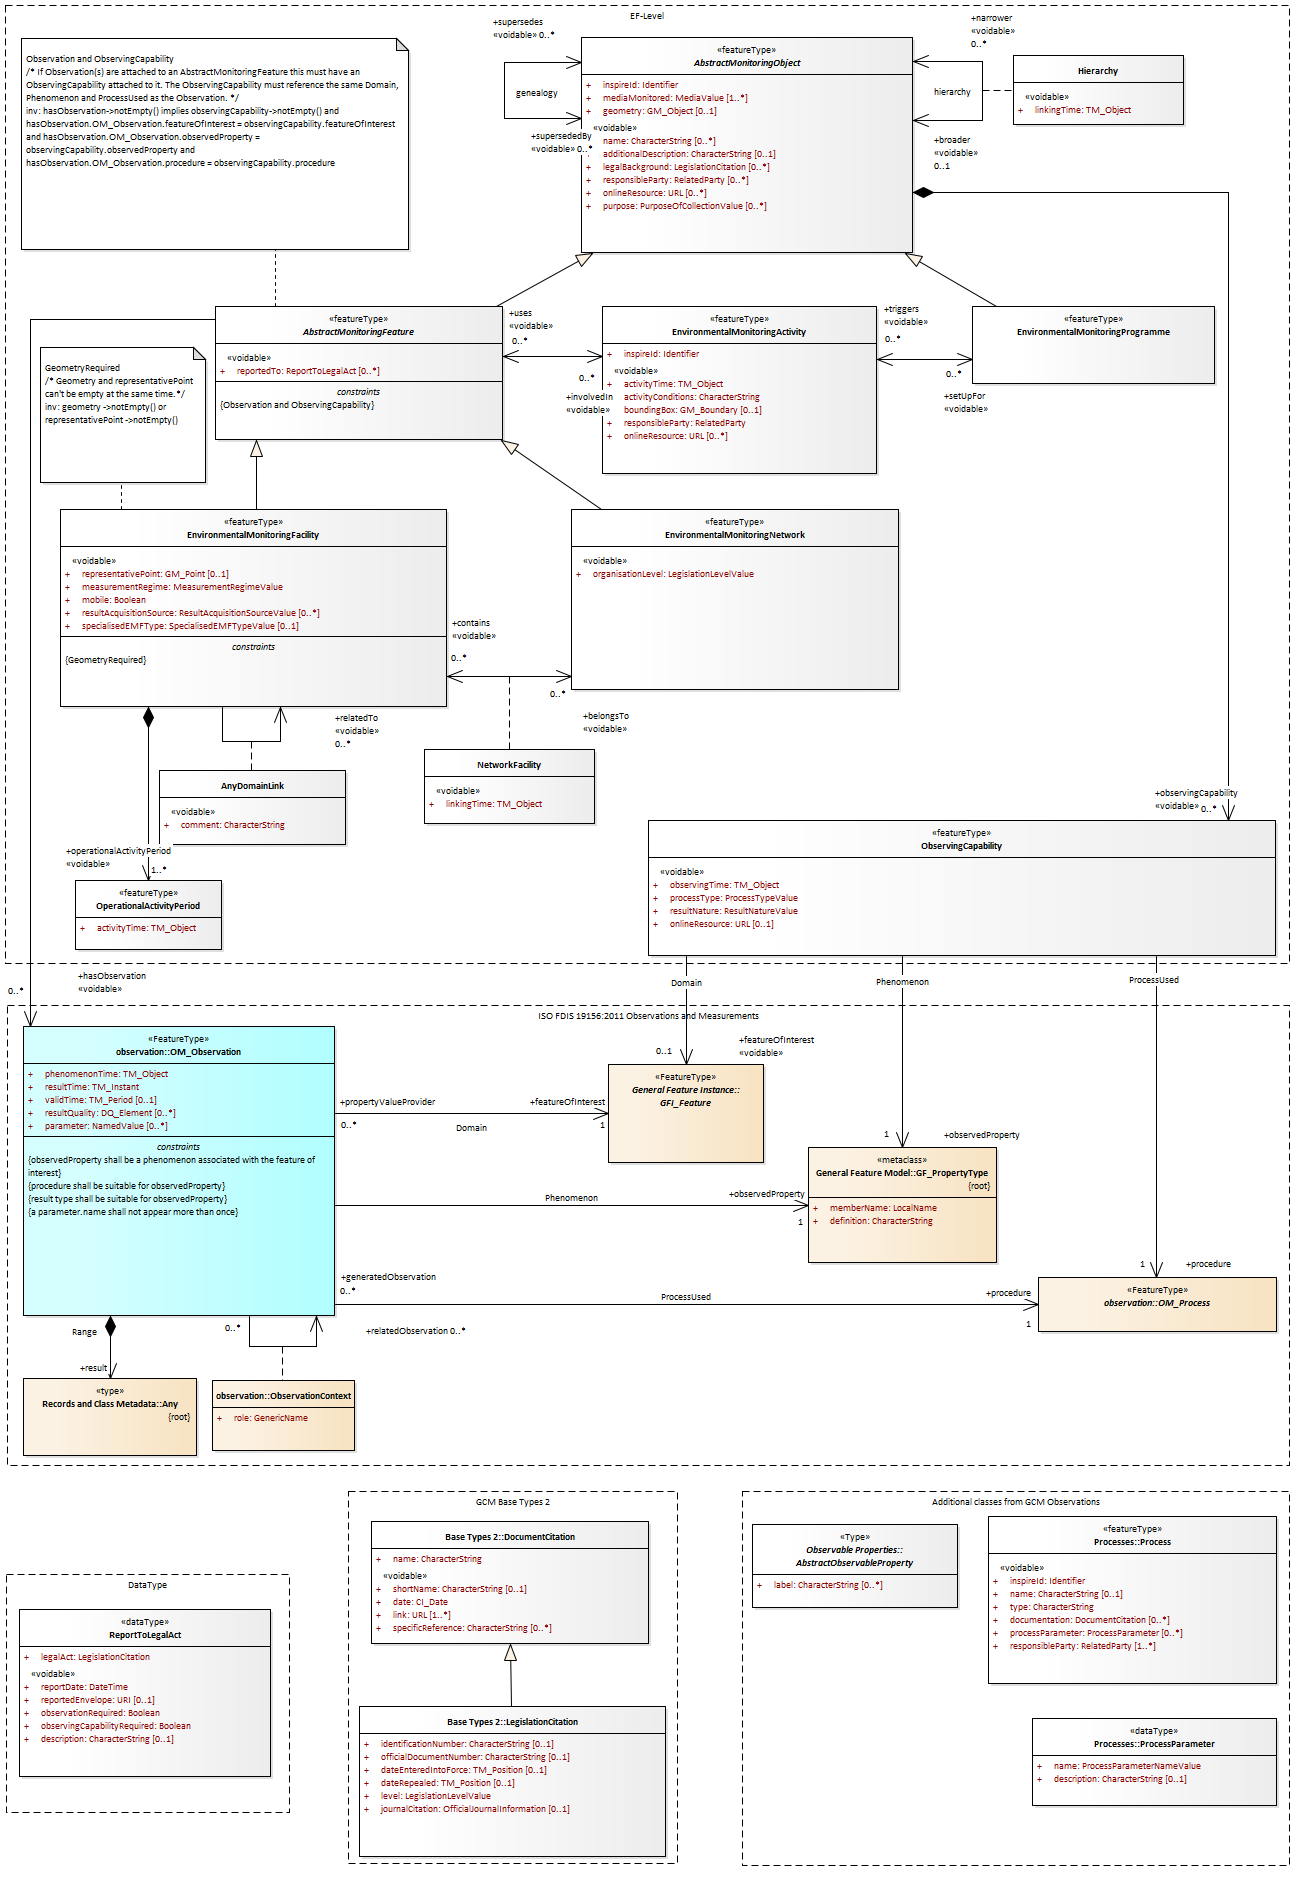 EF-Level
Observation and ObservingCapability
/* If Observation(s) are attached to an AbstractMonitoringFeature this must have an
ObservingCapability attached to it. The ObservingCapability must reference the same Domain,
Phenomenon and ProcessUsed as the Observation. */
inv: hasObservation->notEmpty() implies observingCapability->notEmpty() and
hasObservation.OM_Observation.featureOfInterest = observingCapability.featureOfInterest
and hasObservation.OM_Observation.observedProperty =
observingCapability.observedProperty and
hasObservation.OM_Observation.procedure = observingCapability.procedure
+supersedes
«voidable» 0..*
genealogy
+supersededBy
«voidable» 0..*
«featureType»
AbstractMonitoringObject
+ inspireId: Identifier
+ mediaMonitored: MediaValue [1..*]
+ geometry: GM_Object [0..1]
«voidable»
name: CharacterString [0..*]
additionalDescription: CharacterString [0..1]
+ legalBackground: LegislationCitation [0..*]
+ responsibleParty: RelatedParty [0..*]
+ onlineResource: URL [0..*]
+ purpose: PurposeOfCollectionValue [0..*]
+narrower
«voidable»
0..*
hierarchy
+broader
«voidable»
0..1
Hierarchy
«voidable»
+ linkingTime: TM_Object
«featureType»
AbstractMonitoringFeature
«voidable»
+ reportedTo: ReportToLegalAct [0..*]
constraints
{Observation and ObservingCapability}
+uses
«voidable»
0..*
0..*
+involvedIn
«voidable»
«featureType»
EnvironmentalMonitoringActivity
+ inspireId: Identifier
«voidable»
+ activityTime: TM_Object
activityConditions: CharacterString
boundingBox: GM_Boundary [0..1]
+ responsibleParty: RelatedParty
+ onlineResource: URL [0..*]
+triggers
«voidable»
0..*
0..*
+setUpFor
«voidable»
«featureType»
EnvironmentalMonitoringProgramme
GeometryRequired
/* Geometry and representativePoint
can't be empty at the same time.*/
inv: geometry ->notEmpty() or
representativePoint ->notEmpty()
«featureType»
EnvironmentalMonitoringFacility
«voidable»
+ representativePoint: GM_Point [0..1]
+ measurementRegime: MeasurementRegimeValue
+ mobile: Boolean
+ resultAcquisitionSource: ResultAcquisitionSourceValue [0..*]
+ specialisedEMFType: SpecialisedEMFTypeValue [0..1]
constraints
{GeometryRequired}
«featureType»
EnvironmentalMonitoringNetwork
«voidable»
+ organisationLevel: LegislationLevelValue
+contains
«voidable»
0..*
0..*
+belongsTo
«voidable»
+relatedTo
«voidable»
0..*
NetworkFacility
«voidable»
+ linkingTime: TM_Object
AnyDomainLink
«voidable»
+ comment: CharacterString
+operationalActivityPeriod
«voidable»
1..*
«featureType»
OperationalActivityPeriod
+ activityTime: TM_Object
+observingCapability
«voidable» 0..*
«featureType»
ObservingCapability
«voidable»
+ observingTime: TM_Object
+ processType: ProcessTypeValue
+ resultNature: ResultNatureValue
+ onlineResource: URL [0..1]
+hasObservation
«voidable»
0..*
Domain
Phenomenon
ProcessUsed
ISO FDIS 19156:2011 Observations and Measurements
«FeatureType»
observation::OM_Observation
+ phenomenonTime: TM_Object
+ resultTime: TM_Instant
+ validTime: TM_Period [0..1]
+ resultQuality: DQ_Element [0..*]
+ parameter: NamedValue [0..*]
constraints
{observedProperty shall be a phenomenon associated with the feature of
interest}
{procedure shall be suitable for observedProperty}
{result type shall be suitable for observedProperty}
{a parameter.name shall not appear more than once}
+featureOfInterest
«voidable»
0..1
«FeatureType»
General Feature Instance::
GFI_Feature
+propertyValueProvider
0..*
Domain
+featureOfInterest
1
1
+observedProperty
«metaclass»
General Feature Model::GF_PropertyType
{root}
+ memberName: LocalName
+ definition: CharacterString
Phenomenon
+observedProperty
1
1
+procedure
«FeatureType»
observation::OM_Process
+generatedObservation
0..*
ProcessUsed
+procedure
1
Range
+result
0..*
+relatedObservation 0..*
«type»
Records and Class Metadata::Any
{root}
observation::ObservationContext
+ role: GenericName
GCM Base Types 2
Base Types 2::DocumentCitation
+ name: CharacterString
«voidable»
+ shortName: CharacterString [0..1]
+ date: CI_Date
+ link: URL [1..*]
+ specificReference: CharacterString [0..*]
Base Types 2::LegislationCitation
+ identificationNumber: CharacterString [0..1]
+ officialDocumentNumber: CharacterString [0..1]
+ dateEnteredIntoForce: TM_Position [0..1]
+ dateRepealed: TM_Position [0..1]
+ level: LegislationLevelValue
+ journalCitation: OfficialJournalInformation [0..1]
DataType
«dataType»
ReportToLegalAct
+ legalAct: LegislationCitation
«voidable»
+ reportDate: DateTime
+ reportedEnvelope: URI [0..1]
+ observationRequired: Boolean
+ observingCapabilityRequired: Boolean
+ description: CharacterString [0..1]
Additional classes from GCM Observations
«Type»
Observable Properties::
AbstractObservableProperty
+ label: CharacterString [0..*]
«featureType»
Processes::Process
«voidable»
+ inspireId: Identifier
+ name: CharacterString [0..1]
+ type: CharacterString
+ documentation: DocumentCitation [0..*]
+ processParameter: ProcessParameter [0..*]
+ responsibleParty: RelatedParty [1..*]
«dataType»
Processes::ProcessParameter
+ name: ProcessParameterNameValue
+ description: CharacterString [0..1]